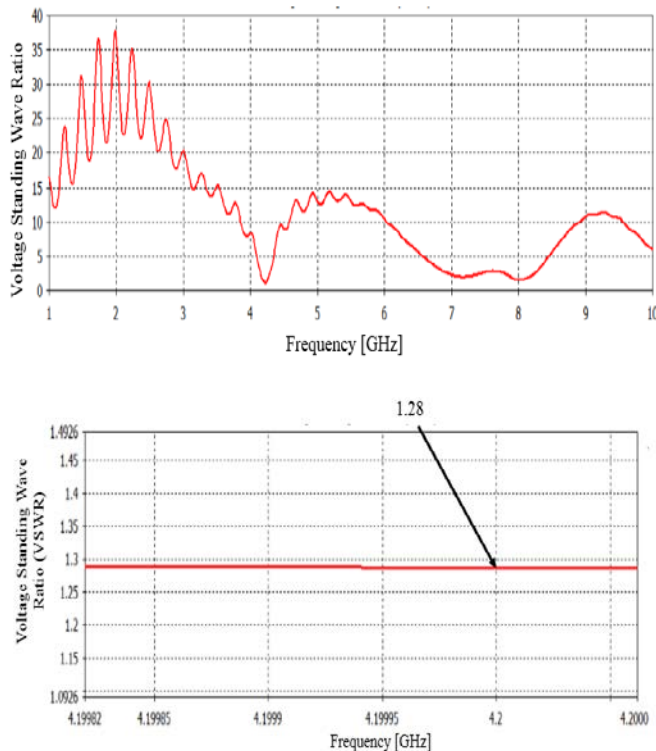 40
35
30
25
20
15
10
5
0
Voltage Standing Wave Ratio
1 2 3 4 5 6 7 8 9 10
Frequency [GHz]
1.28
1.4926
1.45
1.4
1.35
1.3
1.25
1.2
1.15
1.0926
Voltage Standing Wave
Ratio (VSWR)
4.19982 4.19985 4.1999 4.19995 4.2 4.2000
Frequency [GHz]